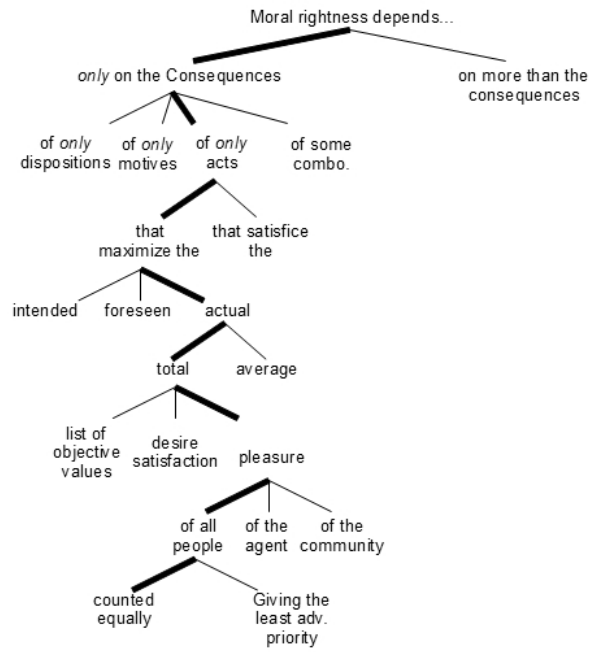 Moral rightness depends...
only on the Consequences
on more than the
consequences
of only
dispositions
of only
motives
of only
acts
of some
combo.
that
maximize the
that satisfice
the
intended
foreseen
actual
total
average
list of
objective
values
desire
satisfaction
pleasure
of all
people
of the
agent
of the
community
counted
equally
Giving the
least adv.
priority